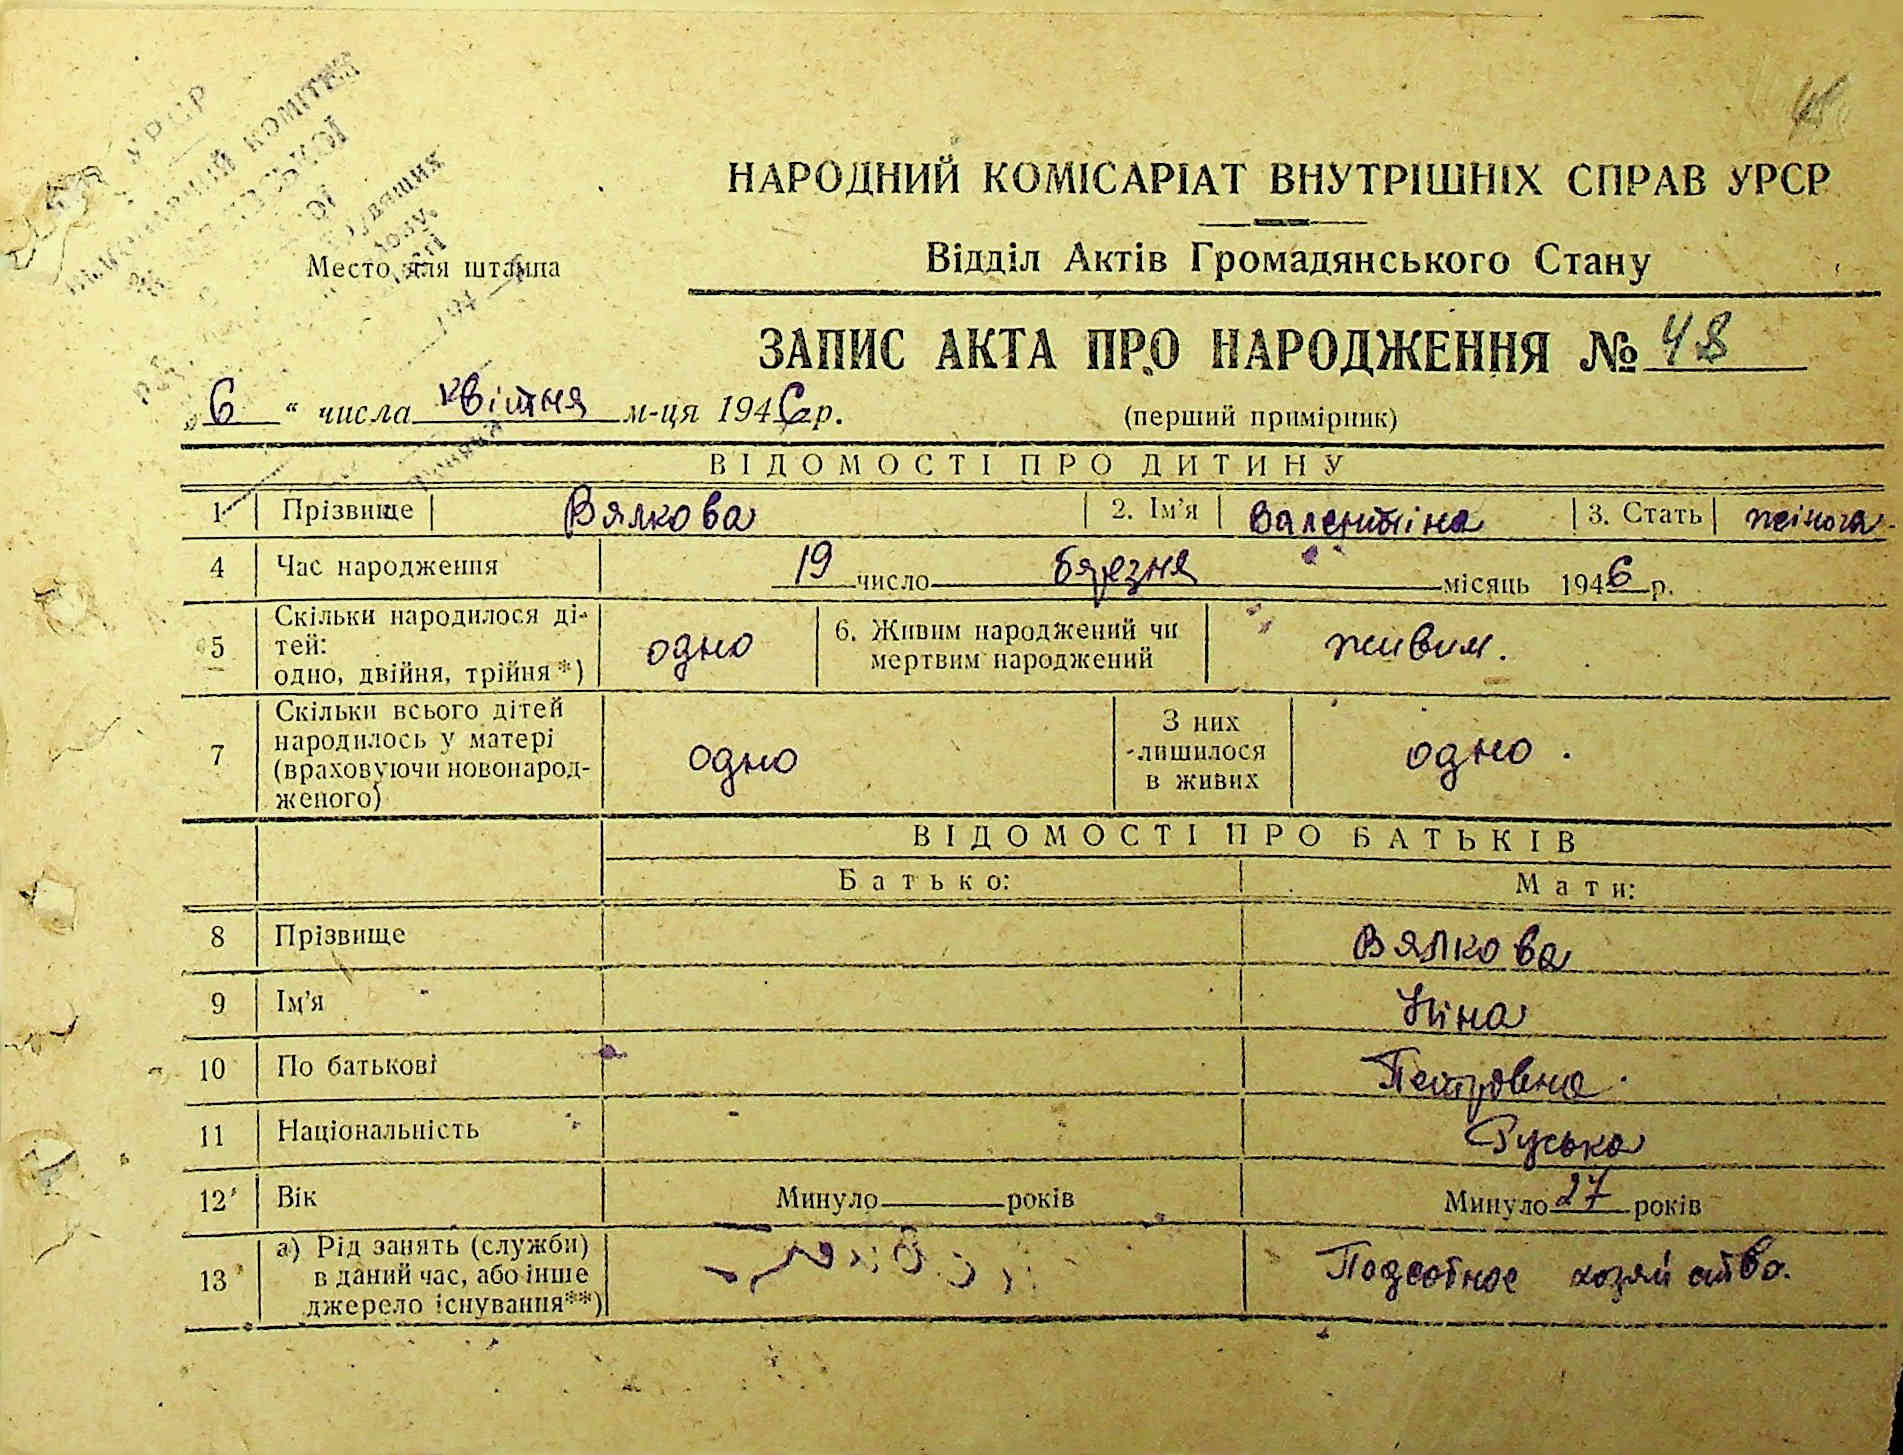 НАРОДНИЙ КОМІСАРІАТ ВНУТРІШНІХ СПРАВ УРСР
Відділ Актів Громадянського Стану
Место для штампа
ЗАПИС АКТА ПРО НАРОДЖЕННЯ № 48
„6“ числа квітня м-ця 1946 р.
(перший примірник)
ВІДОМОСТІ ПРО ДИТИНУ
1 Прізвище Вялкова 2. Ім'я Валентіна 3. Стать жіноча
4 Час народження 19 число березня місяць 1946 р.
5 Скільки народилося ді-
тей:
одно, двійня, трійня*) одно 6. Живим народжений чи
мертвим народжений живим.
7 Скільки всього дітей
народилось у матері
(враховуючи новонарод-
женого) одно З них
лишилося
в живих одно.
ВІДОМОСТІ ПРО БАТЬКІВ
Батько: Мати:
8 Прізвище Вялкова
9 Ім'я Ніна
10 По батькові Петровна.
11 Національність Руська
12 Вік Минуло років Минуло 27 років
13 а) Рід занять (служби)
в даний час, або інше
джерело існування**) Подсобное хозяйство.